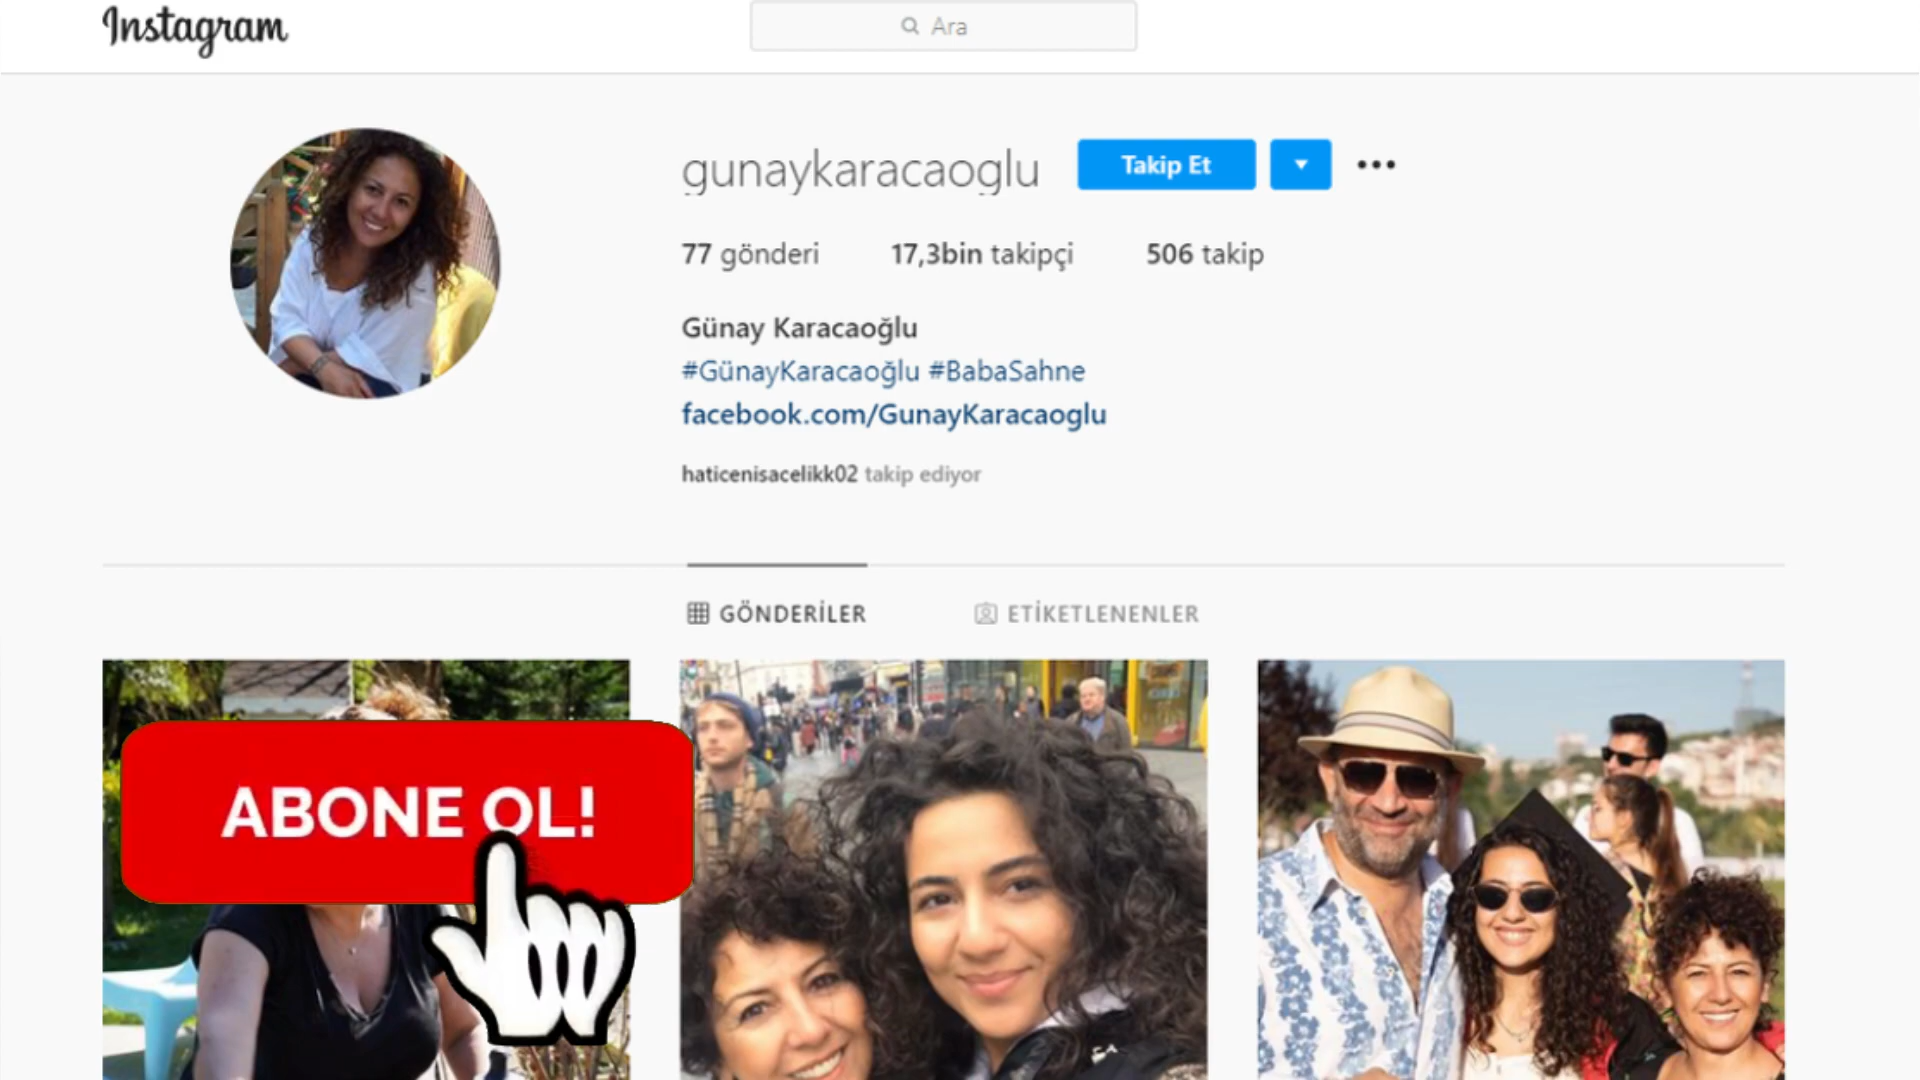 Instagram
Ara
gunaykaracaoglu Takip Et
77 gönderi 17,3bin takipçi 506 takip
Günay Karacaoğlu
#GünayKaracaoğlu #BabaSahne
facebook.com/GunayKaracaoglu
haticenisacelikk02 takip ediyor
GÖNDERİLER ETİKETLENENLER
ABONE OL!